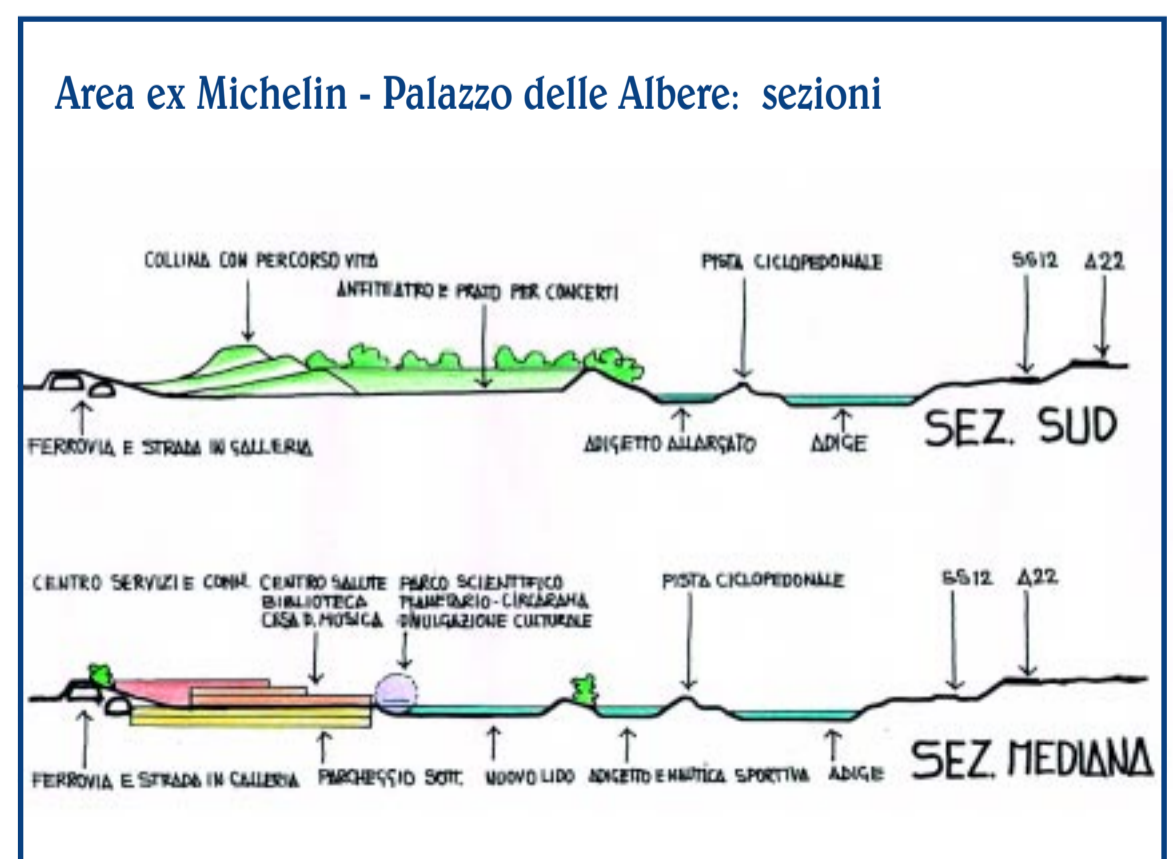 Area ex Michelin - Palazzo delle Albere: sezioni
COLLINA CON PERCORSO VITA
ANFITEATRO E PRATO PER CONCERTI
PISTA CICLOPEDONALE
SS12 A22
FERROVIA E STRADA IN GALLERIA
ADIGETTO ALLARGATO
ADIGE
SEZ. SUD
CENTRO SERVIZI E COMM.
CENTRO SALUTE
BIBLIOTECA
CASA D. MUSICA
PARCO SCIENTIFICO
PLANETARIO - CIRCARAMA
DIVULGAZIONE CULTURALE
PISTA CICLOPEDONALE
SS12 A22
FERROVIA E STRADA IN GALLERIA
PARCHEGGIO SOTT.
NUOVO LIDO
ADIGETTO E NAUTICA SPORTIVA
ADIGE
SEZ. MEDIANA